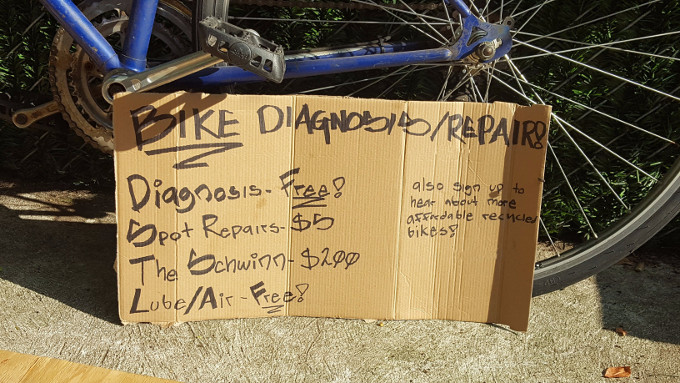 BIKE DIAGNOSIS/REPAIR!
Diagnosis - Free!
Spot Repairs - $5
The Schwinn - $200
Lube/Air - Free!
also sign up to
hear about more
affordable recycled
bikes!